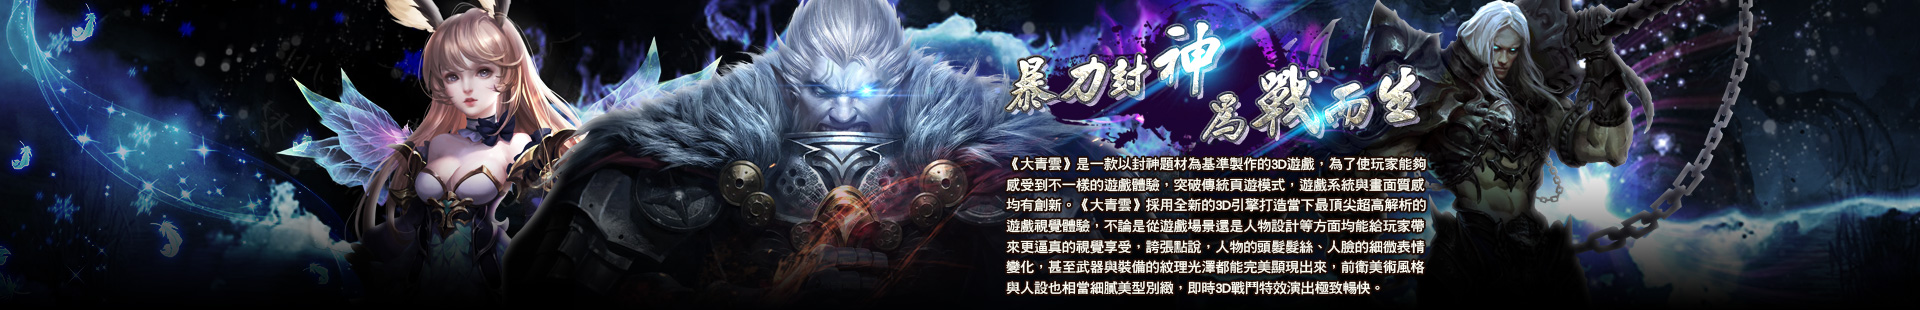 暴刀封神
為戰而生
《大青雲》是一款以封神題材為基準製作的3D遊戲，為了使玩家能夠
感受到不一樣的遊戲體驗，突破傳統頁遊模式，遊戲系統與畫面質感
均有創新。《大青雲》採用全新的3D引擎打造當下最頂尖超高解析的
遊戲視覺體驗，不論是從遊戲場景還是人物設計等方面均能給玩家帶
來更逼真的視覺享受，誇張點說，人物的頭髮髮絲、人臉的細微表情
變化，甚至武器與裝備的紋理光澤都能完美顯現出來，前衛美術風格
與人設也相當細膩美型別緻，即時3D戰鬥特效演出極致暢快。